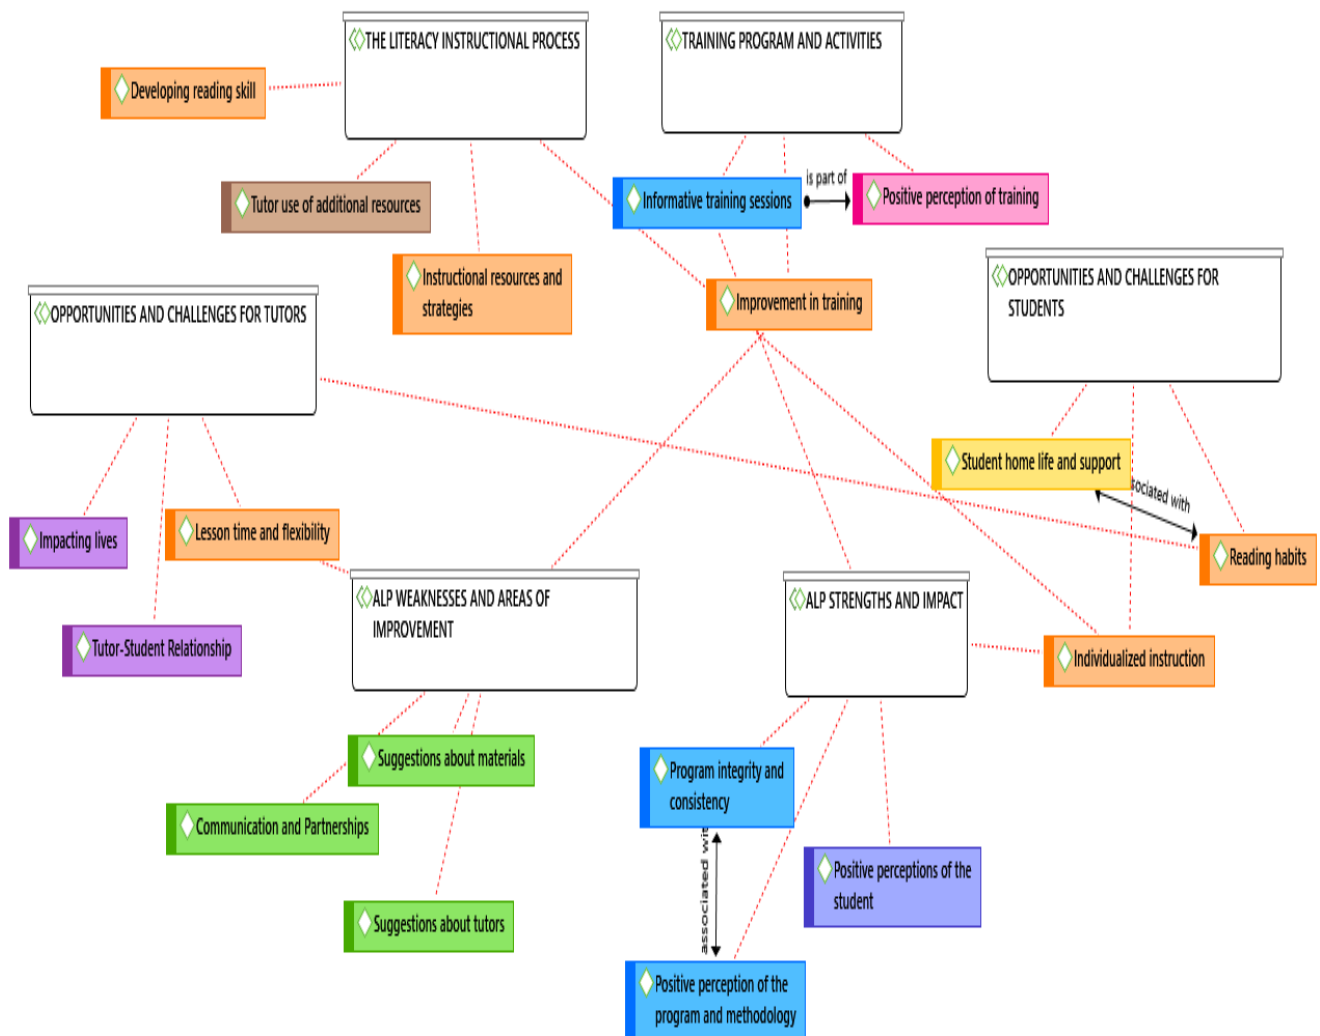 THE LITERACY INSTRUCTIONAL PROCESS
TRAINING PROGRAM AND ACTIVITIES
Developing reading skill
Tutor use of additional resources
Informative training sessions
is part of
Positive perception of training
Instructional resources and
strategies
Improvement in training
OPPORTUNITIES AND CHALLENGES FOR
STUDENTS
OPPORTUNITIES AND CHALLENGES FOR TUTORS
Student home life and support
sociated with
Reading habits
Impacting lives
Lesson time and flexibility
Tutor-Student Relationship
ALP WEAKNESSES AND AREAS OF
IMPROVEMENT
ALP STRENGTHS AND IMPACT
Individualized instruction
Suggestions about materials
Communication and Partnerships
Suggestions about tutors
Program integrity and
consistency
associated wit
Positive perceptions of the
student
Positive perception of the
program and methodology